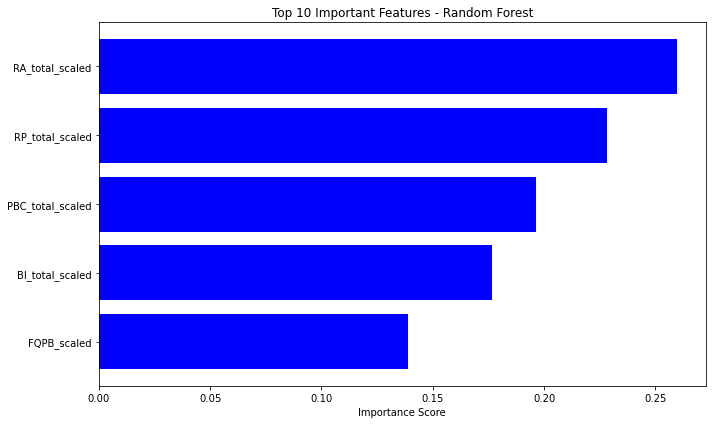 Top 10 Important Features - Random Forest
RA_total_scaled
RP_total_scaled
PBC_total_scaled
BI_total_scaled
FQPB_scaled
0.00 0.05 0.10 0.15 0.20 0.25
Importance Score